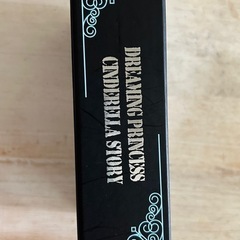 DREAMING PRINCESS
CINDERELLA STORY